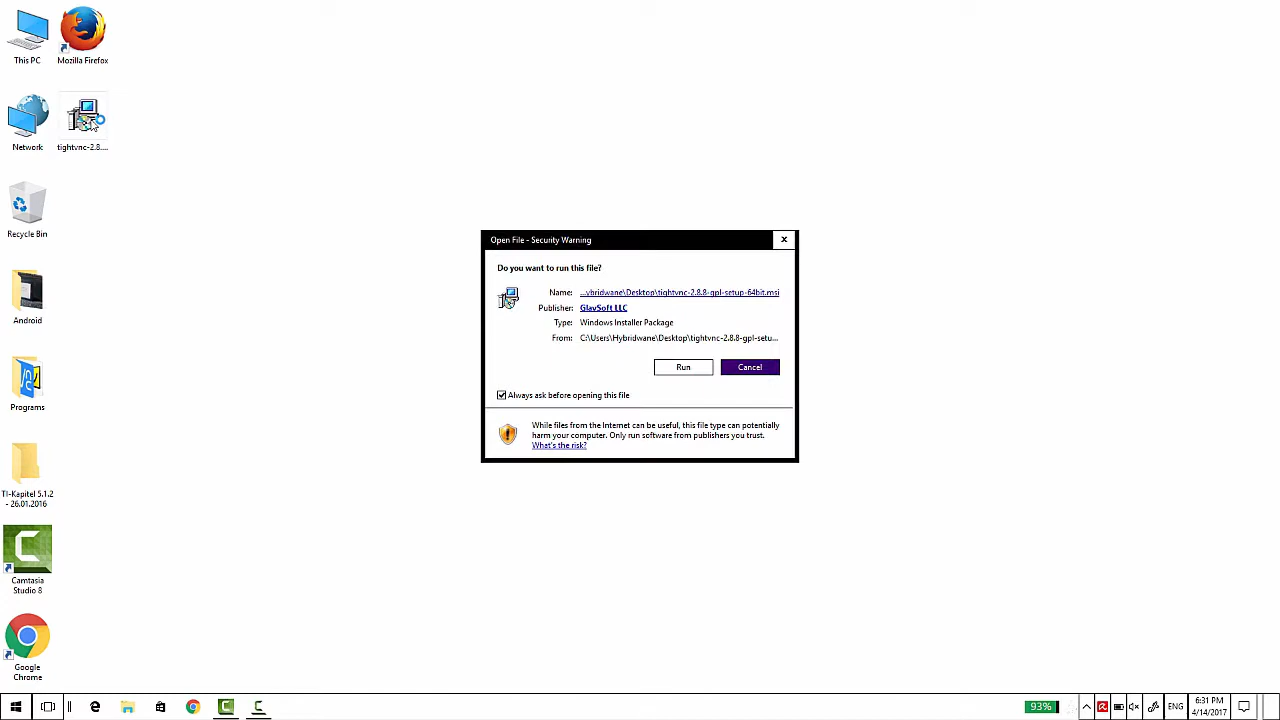 This PC
Mozilla Firefox
Network
tightvnc-2.8....
Recycle Bin
Android
Programs
TI-Kapitel 5.1.2
- 26.01.2016
Camtasia
Studio 8
Google
Chrome
Open File - Security Warning
Do you want to run this file?
Name: ...ybridwane\Desktop\tightvnc-2.8.8-gpl-setup-64bit.msi
Publisher: GlavSoft LLC
Type: Windows Installer Package
From: C:\Users\Hybridwane\Desktop\tightvnc-2.8.8-gpl-setu...
Run Cancel
Always ask before opening this file
While files from the Internet can be useful, this file type can potentially
harm your computer. Only run software from publishers you trust.
What's the risk?
93%
ENG
6:31 PM
4/14/2017